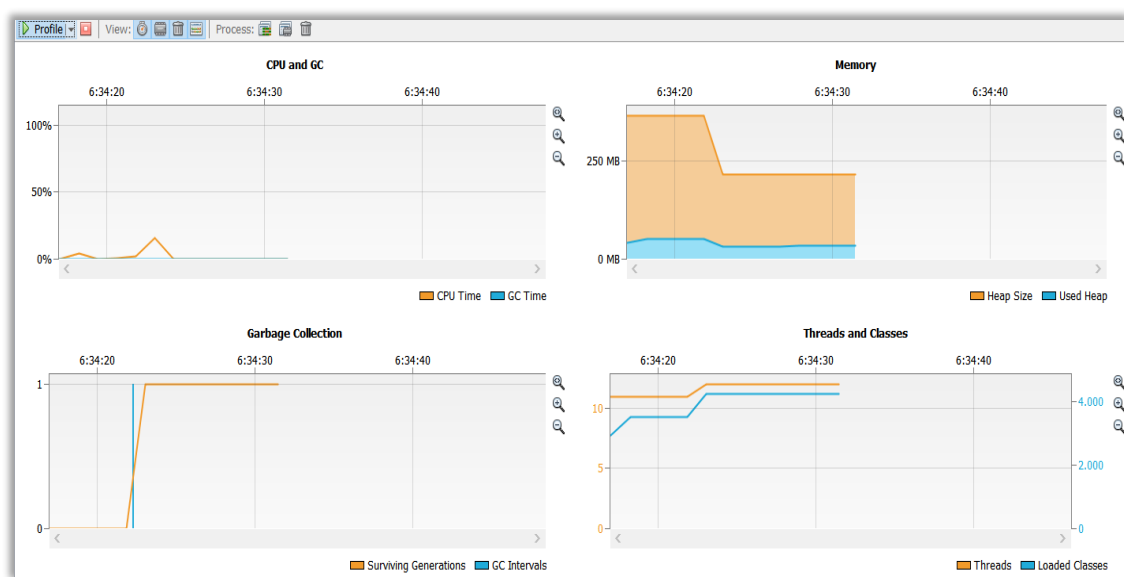 Profile View: Process:
CPU and GC
6:34:20 6:34:30 6:34:40
100%
50%
0%
CPU Time GC Time
Memory
6:34:20 6:34:30 6:34:40
250 MB
0 MB
Heap Size Used Heap
Garbage Collection
6:34:20 6:34:30 6:34:40
1
0
Surviving Generations GC Intervals
Threads and Classes
6:34:20 6:34:30 6:34:40
10 4.000
5 2.000
0 0
Threads Loaded Classes